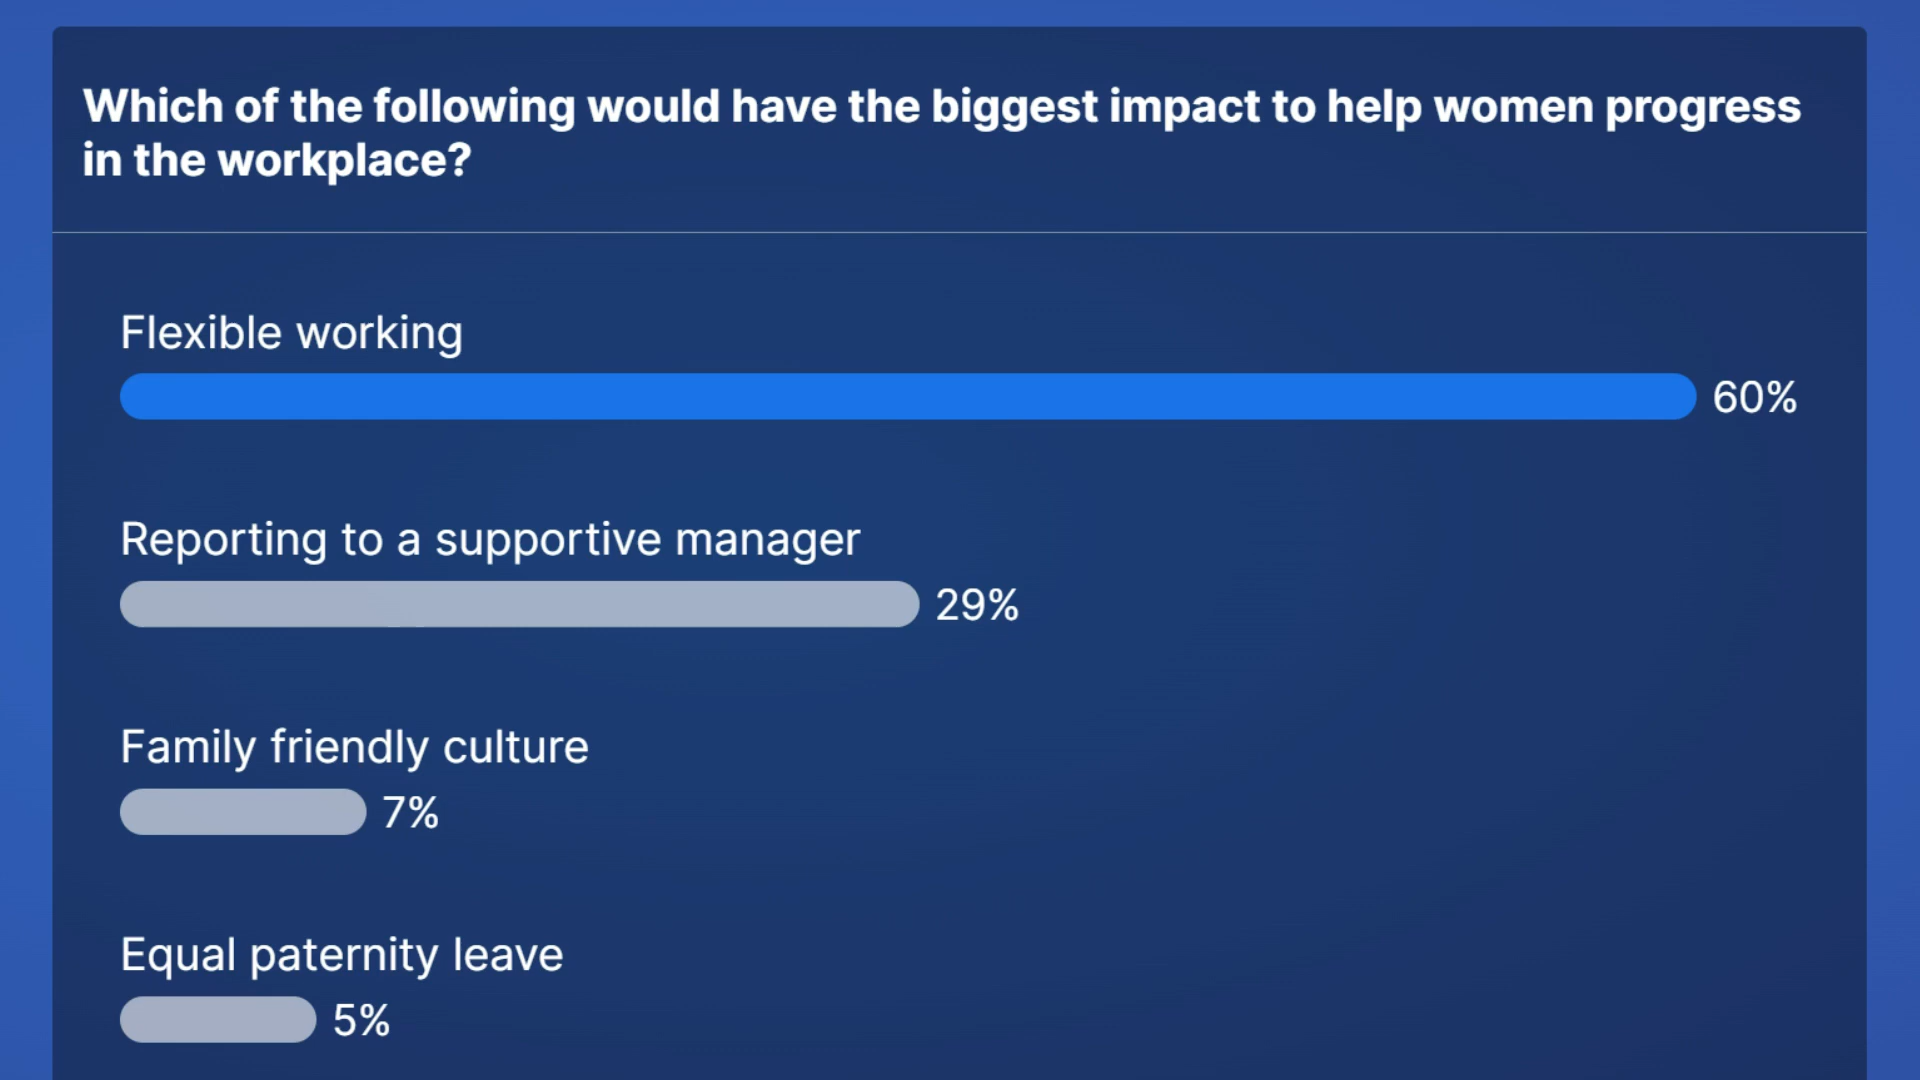 Which of the following would have the biggest impact to help women progress
in the workplace?
Flexible working
60%
Reporting to a supportive manager
29%
Family friendly culture
7%
Equal paternity leave
5%